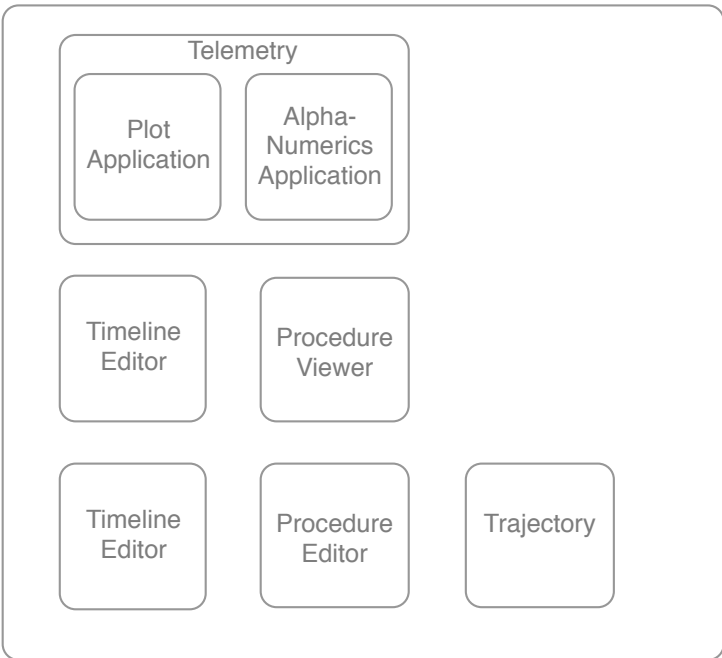 Telemetry
Plot
Application
Alpha-
Numerics
Application
Timeline
Editor
Procedure
Viewer
Timeline
Editor
Procedure
Editor
Trajectory